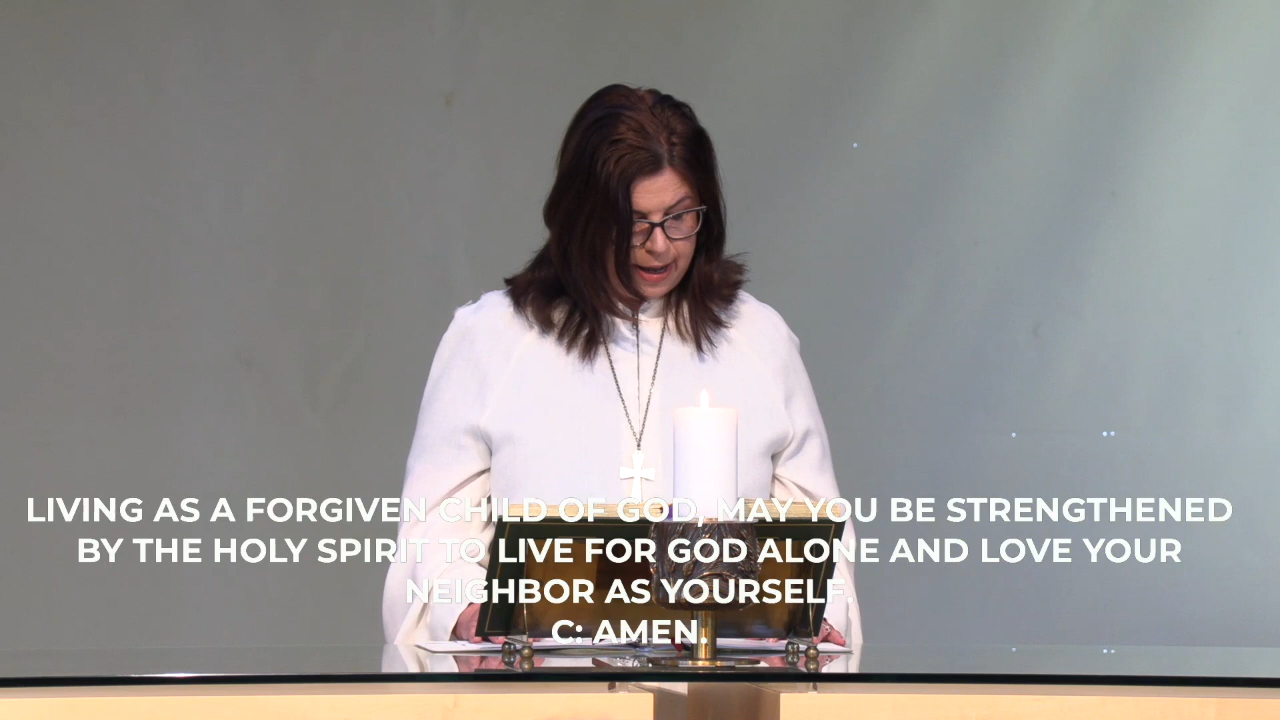 LIVING AS A FORGIVEN CHILD OF GOD, MAY YOU BE STRENGTHENED
BY THE HOLY SPIRIT TO LIVE FOR GOD ALONE AND LOVE YOUR
NEIGHBOR AS YOURSELF.
C: AMEN.